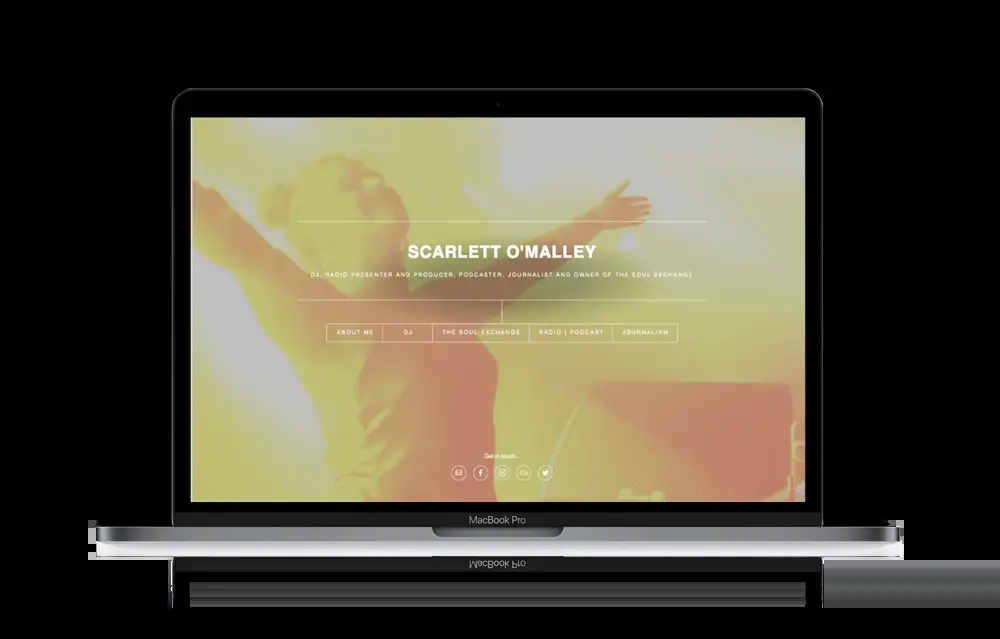 SCARLETT O'MALLEY
DJ, RADIO PRESENTER AND PRODUCER, PODCASTER, JOURNALIST AND OWNER OF THE SOUL EXCHANGE
ABOUT ME
DJ
THE SOUL EXCHANGE
RADIO | PODCAST
JOURNALISM
Get in touch...
MacBook Pro
MacBook Pro